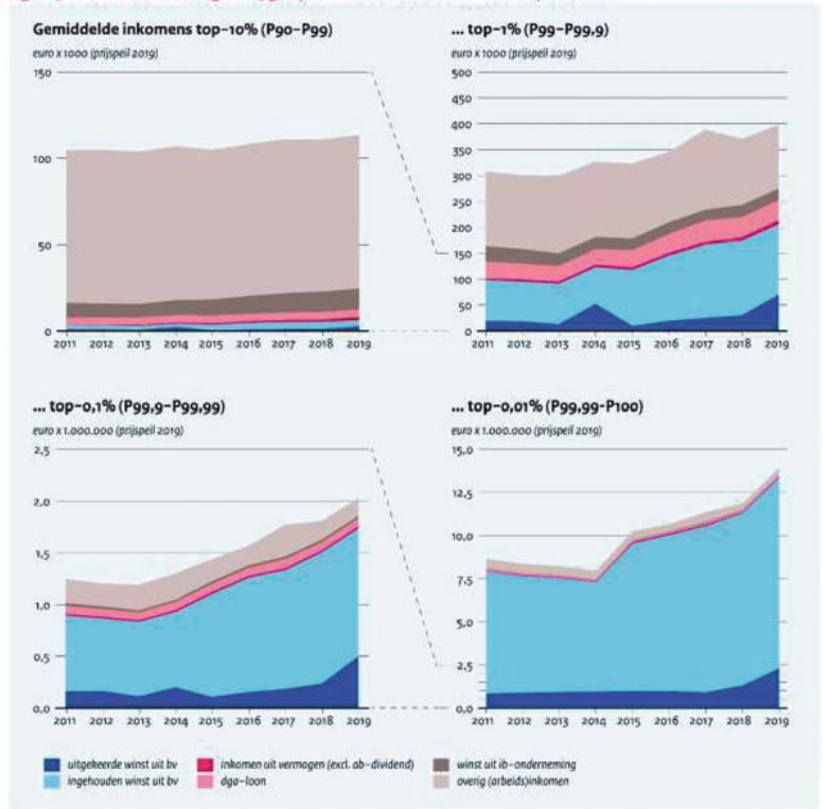 Gemiddelde inkomens top-10% (P90-P99)
euro x 1000 (prijspeil 2019)
150
100
50
0
2011 2012 2013 2014 2015 2016 2017 2018 2019
... top-1% (P99-P99,9)
euro x 1000 (prijspeil 2019)
500
450
400
350
300
250
200
150
100
50
0
2011 2012 2013 2014 2015 2016 2017 2018 2019
... top-0,1% (P99,9-P99,99)
euro x 1.000.000 (prijspeil 2019)
2,5
2,0
1,5
1,0
0,5
0,0
2011 2012 2013 2014 2015 2016 2017 2018 2019
... top-0,01% (P99,99-P100)
euro x 1.000.000 (prijspeil 2019)
15,0
12,5
10,0
7,5
5,0
2,5
0,0
2011 2012 2013 2014 2015 2016 2017 2018 2019
uitgekeerde winst uit bv
ingehouden winst uit bv
inkomen uit vermogen (excl. ab-dividend)
dga-loon
winst uit ib-onderneming
overig (arbeids)inkomen